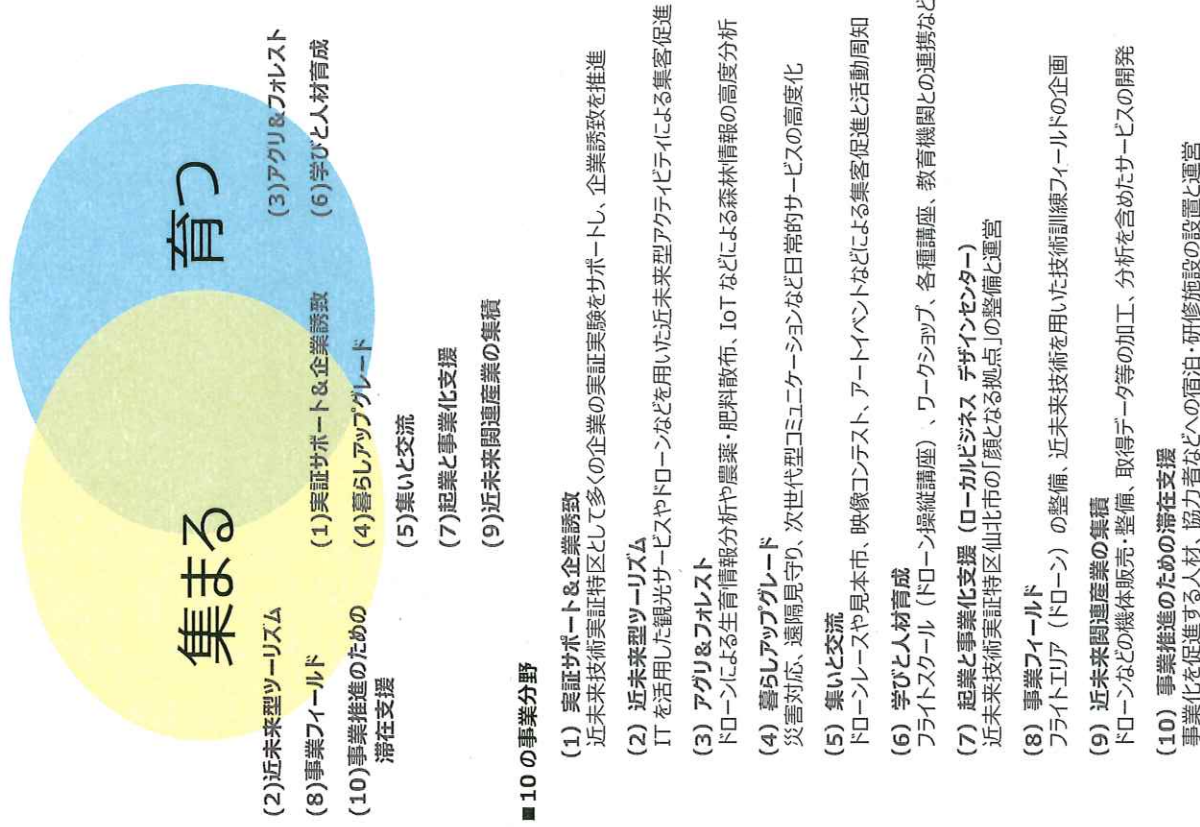 集まる
育つ
(2)近未来型ツーリズム
(8)事業フィールド
(10)事業推進のための
滞在支援
(1)実証サポート&企業誘致
(4)暮らしアップグレード
(5)集いと交流
(7)起業と事業化支援
(9)近未来関連産業の集積
(3)アグリ&フォレスト
(6)学びと人材育成
■10の事業分野
(1) 実証サポート&企業誘致
近未来技術実証特区として多くの企業の実証実験をサポートし、企業誘致を推進
(2) 近未来型ツーリズム
ITを活用した観光サービスやドローンなどを用いた近未来型アクティビティによる集客促進
(3) アグリ&フォレスト
ドローンによる生育情報分析や農薬・肥料散布、IoTなどによる森林情報の高度分析
(4) 暮らしアップグレード
災害対応、遠隔見守り、次世代型コミュニケーションなど日常的サービスの高度化
(5) 集いと交流
ドローンレースや見本市、映像コンテスト、アートイベントなどによる集客促進と活動周知
(6) 学びと人材育成
フライトスクール(ドローン操縦講座)、ワークショップ、各種講座、教育機関との連携など
(7) 起業と事業化支援(ローカルビジネス デザインセンター)
近未来技術実証特区仙北市の「顔となる拠点」の整備と運営
(8) 事業フィールド
フライトエリア(ドローン)の整備、近未来技術を用いた技術訓練フィールドの企画
(9) 近未来関連産業の集積
ドローンなどの機体販売・整備、取得データ等の加工、分析を含めたサービスの開発
(10) 事業推進のための滞在支援
事業化を促進する人材、協力者などへの宿泊・研修施設の設置と運営